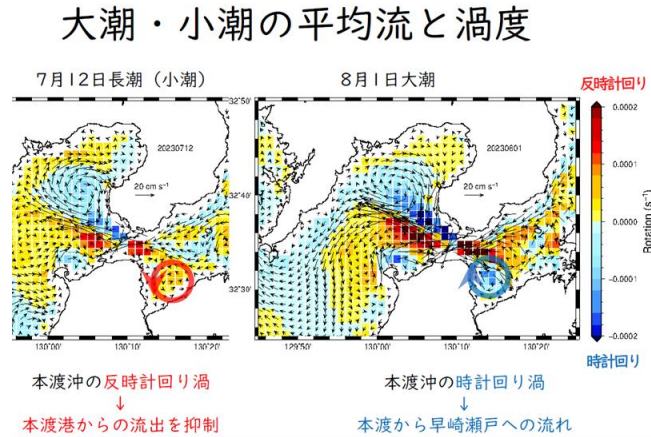 大潮・小潮の平均流と渦度
7月12日長潮（小潮）
8月1日大潮
反時計回り
32°50'
20230712
20 cm s⁻¹
20230601
20 cm s⁻¹
0.0002
0.0001
0.0000
-0.0001
-0.0002
Rotation (s⁻¹)
32°40'
32°30'
130°00'
130°10'
130°20'
129°50'
130°00'
130°10'
130°20'
時計回り
本渡沖の反時計回り渦
↓
本渡港からの流出を抑制
本渡沖の時計回り渦
↓
本渡から早崎瀬戸への流れ